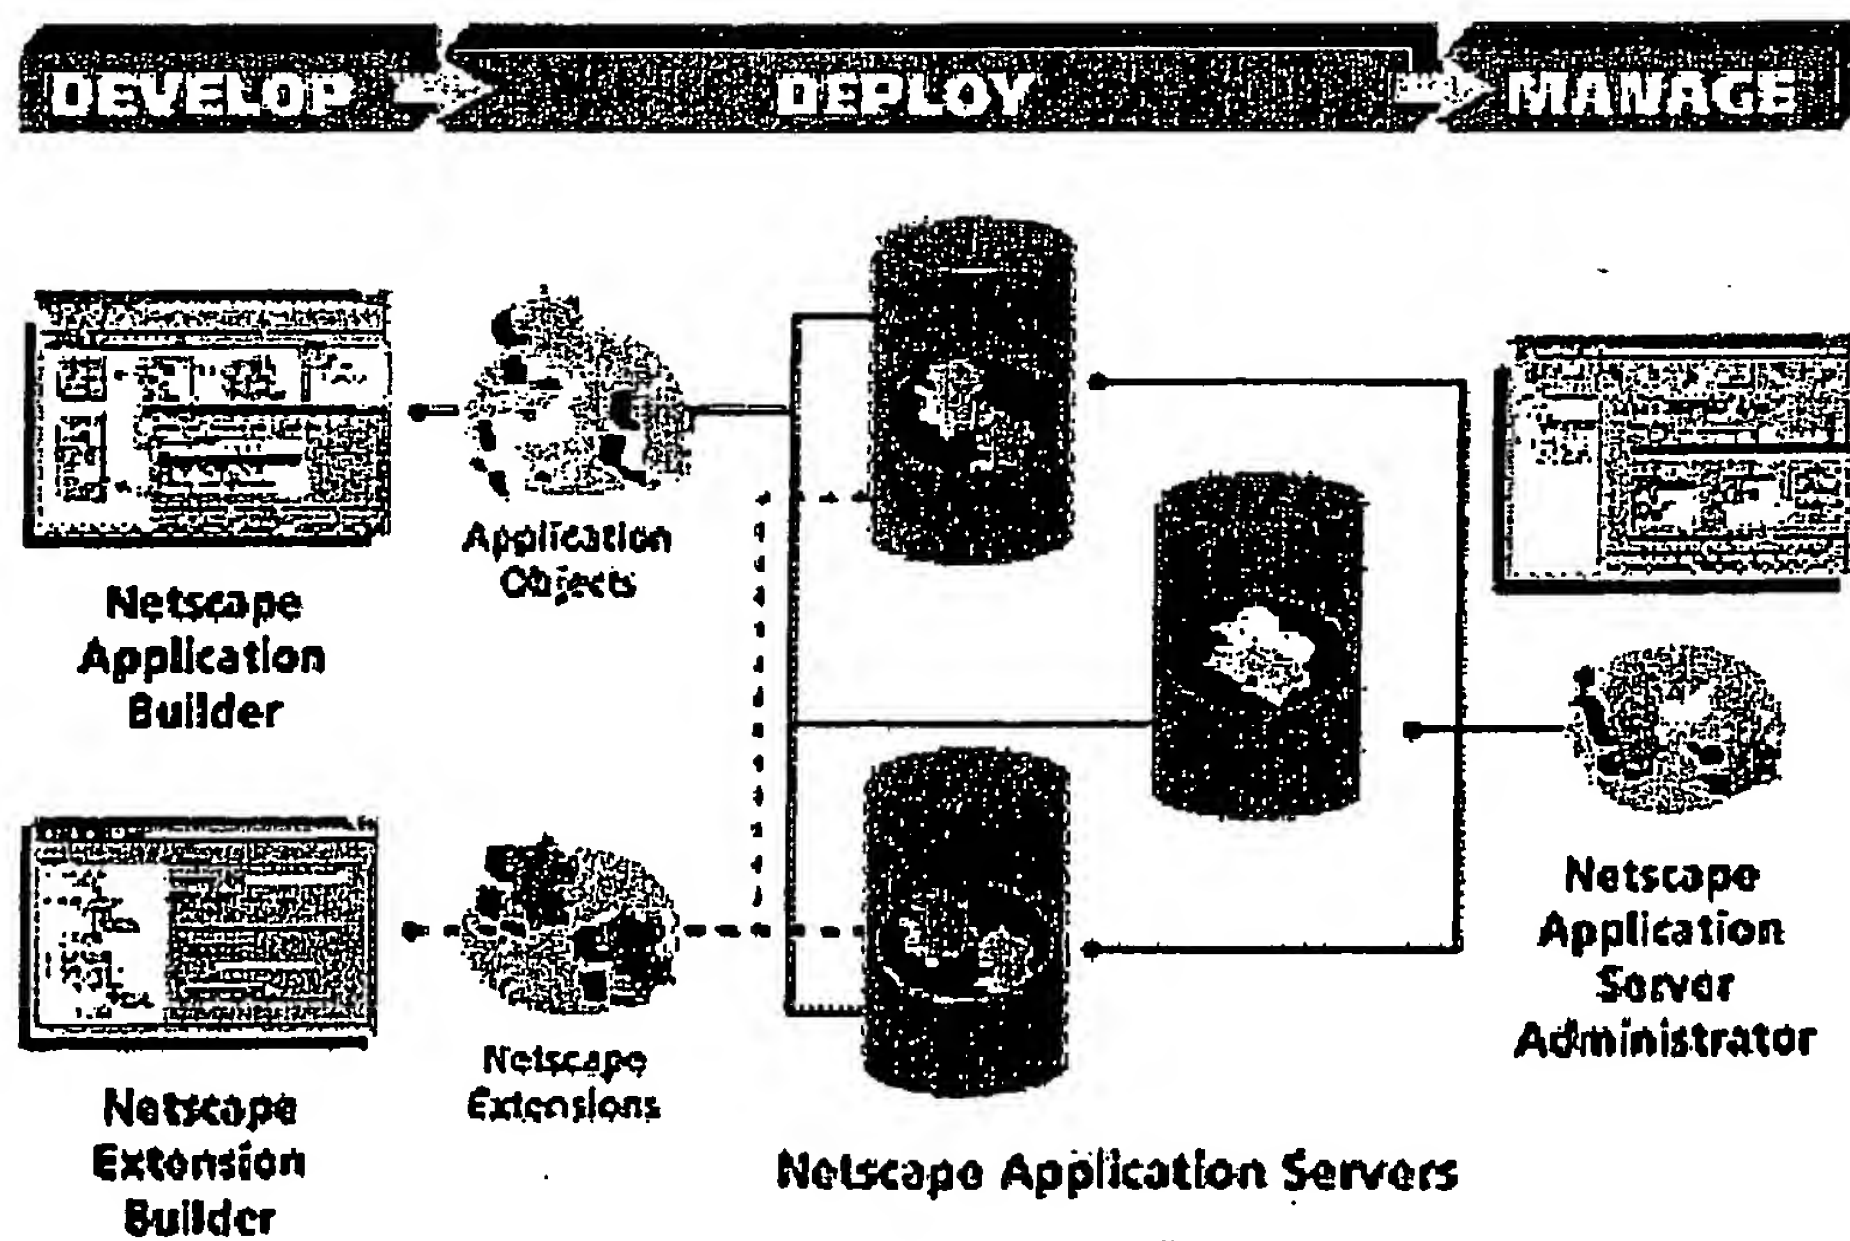 DEVELOP
DEPLOY
MANAGE
Application
Objects
Netscape
Application
Builder
Netscape
Application
Server
Administrator
Netscape
Extensions
Netscape
Extension
Builder
Netscape Application Servers